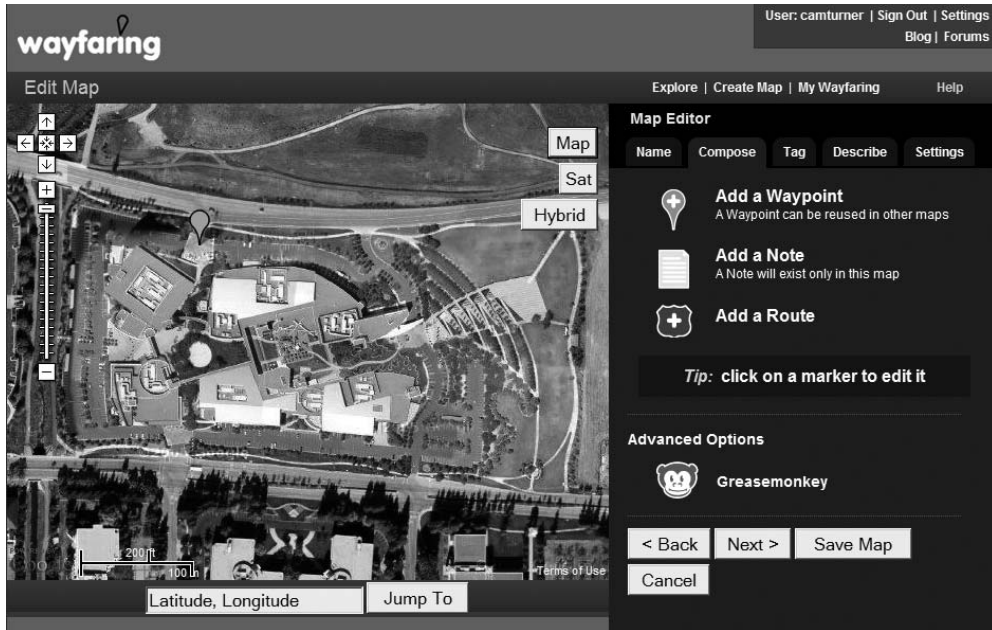 User: camturner | Sign Out | Settings
Blog | Forums
wayfaring
Edit Map
Explore | Create Map | My Wayfaring
Help
Map
Sat
Hybrid
200 ft
100
Terms of Use
Latitude, Longitude
Jump To
Map Editor
Name
Compose
Tag
Describe
Settings
Add a Waypoint
A Waypoint can be reused in other maps
Add a Note
A Note will exist only in this map
Add a Route
Tip: click on a marker to edit it
Advanced Options
Greasemonkey
< Back
Next >
Save Map
Cancel